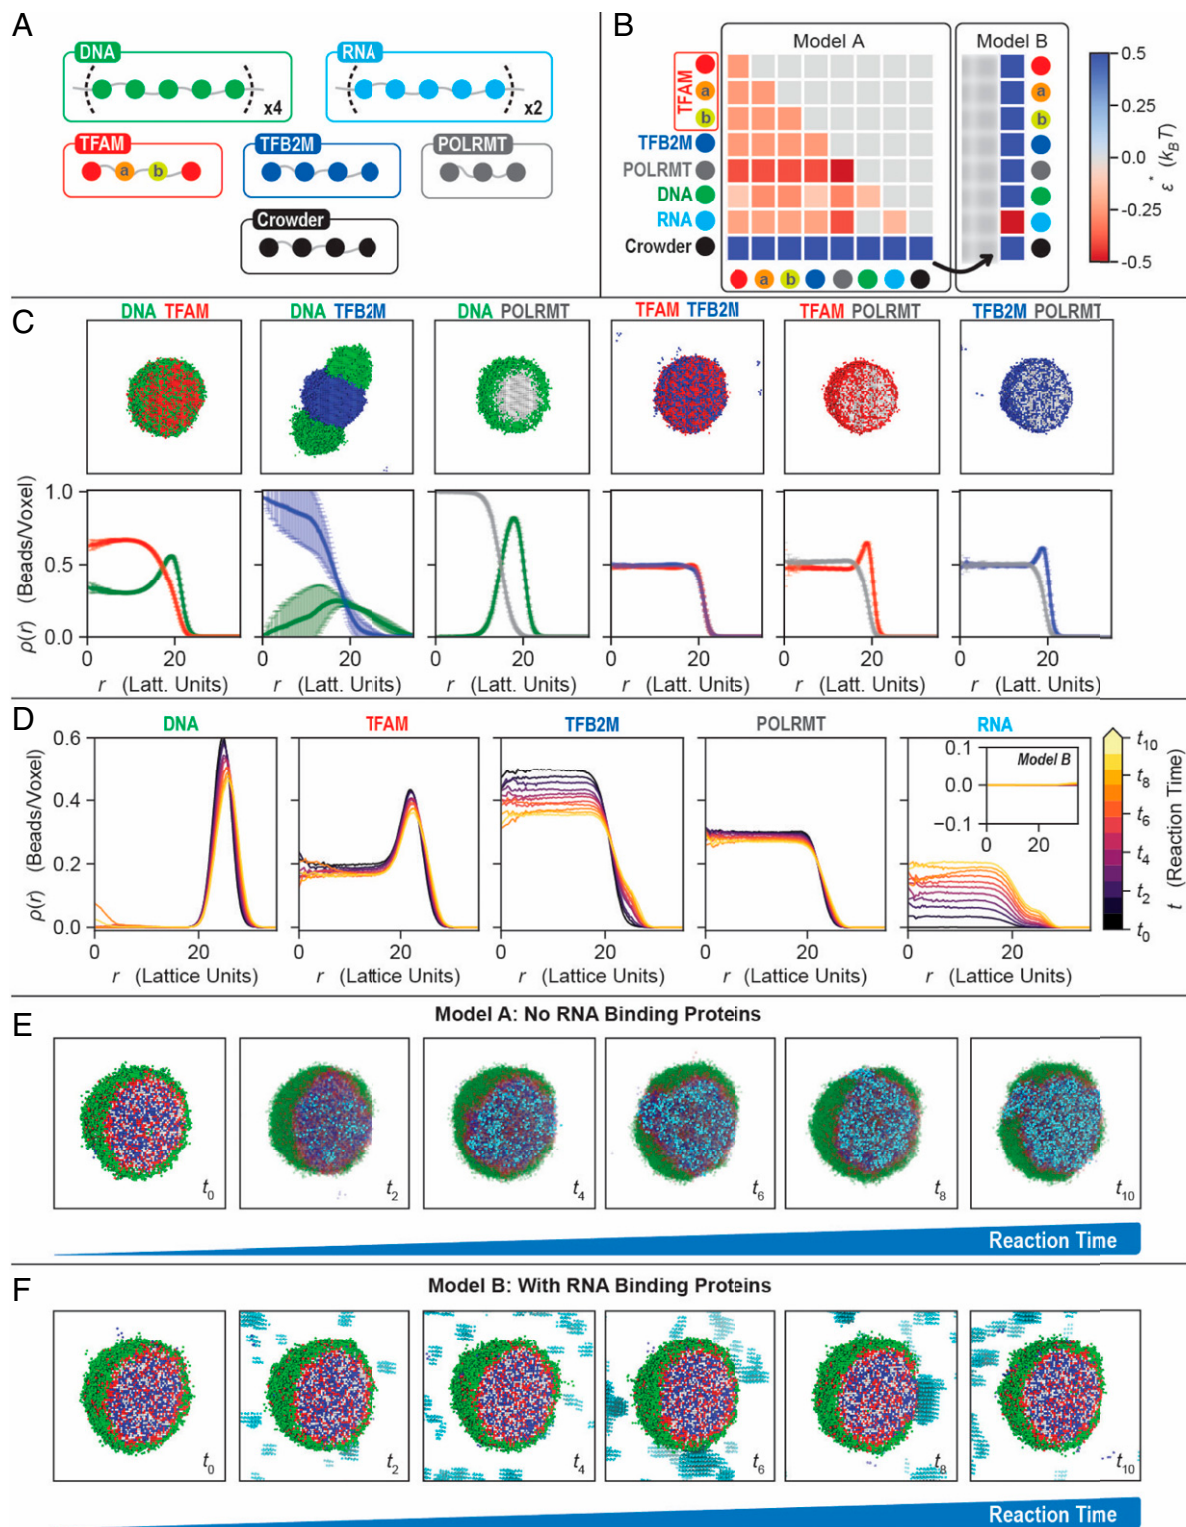 A
DNA
x4
RNA
x2
TFAM
a
b
TFB2M
POLRMT
Crowder
B
Model A
Model B
TFAM
a
b
TFB2M
POLRMT
DNA
RNA
Crowder
a
b
a
b
0.5
0.25
0.0
-0.25
-0.5
ε* (k_BT)
C
DNA TFAM
DNA TFB2M
DNA POLRMT
TFAM TFB2M
TFAM POLRMT
TFB2M POLRMT
ρ(r) (Beads/Voxel)
1.0
0.5
0.0
0 20
0 20
0 20
0 20
0 20
0 20
r (Latt. Units)
r (Latt. Units)
r (Latt. Units)
r (Latt. Units)
r (Latt. Units)
r (Latt. Units)
D
DNA
TFAM
TFB2M
POLRMT
RNA
ρ(r) (Beads/Voxel)
0.6
0.4
0.2
0.0
0 20
0 20
0 20
0 20
0 20
r (Lattice Units)
r (Lattice Units)
r (Lattice Units)
r (Lattice Units)
r (Lattice Units)
0.1
0.0
−0.1
Model B
0 20
t10
t8
t6
t4
t2
t0
t (Reaction Time)
E
Model A: No RNA Binding Proteins
t0
t2
t4
t6
t8
t10
Reaction Time
F
Model B: With RNA Binding Proteins
t0
t2
t4
t6
t8
t10
Reaction Time